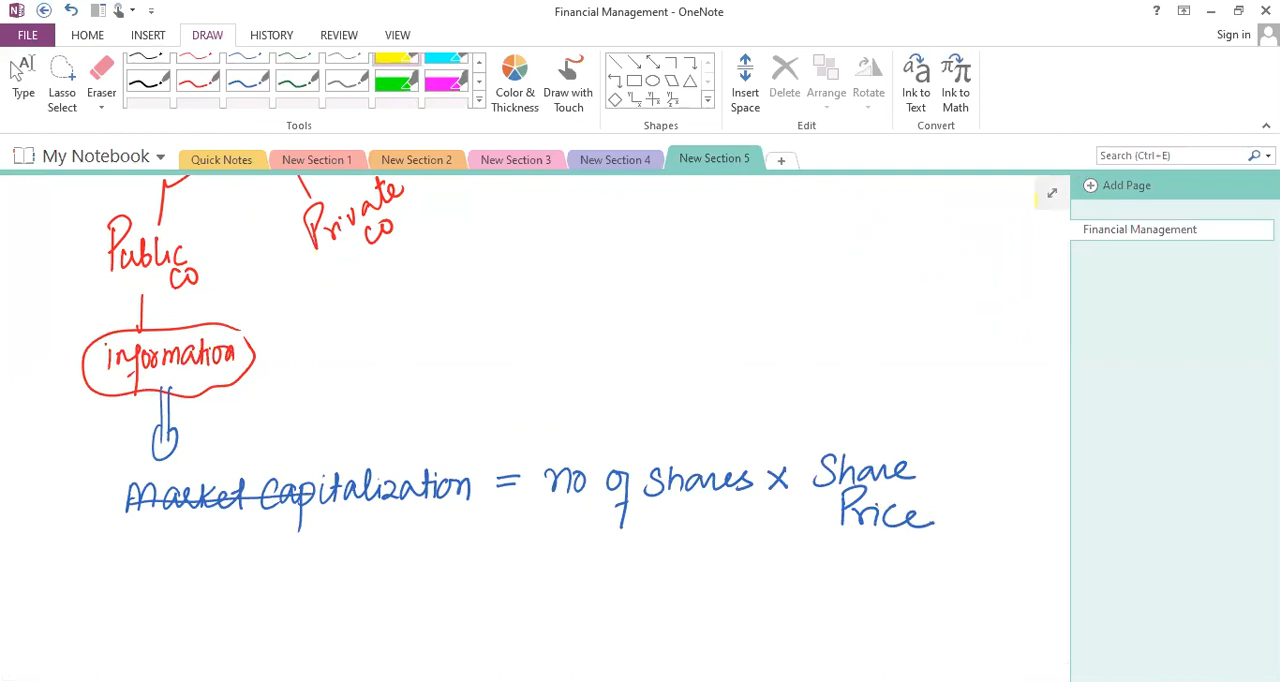 Financial Management - OneNote
?
FILE HOME INSERT DRAW HISTORY REVIEW VIEW
Sign in
Type
Lasso Select
Eraser
Color & Thickness
Draw with Touch
Insert Space
Delete
Arrange
Rotate
Ink to Text
Ink to Math
Tools
Shapes
Edit
Convert
My Notebook
Quick Notes
New Section 1
New Section 2
New Section 3
New Section 4
New Section 5
Search (Ctrl+E)
Add Page
Financial Management
Public co
Private co
information
Market Capitalization = no of shares × Share Price